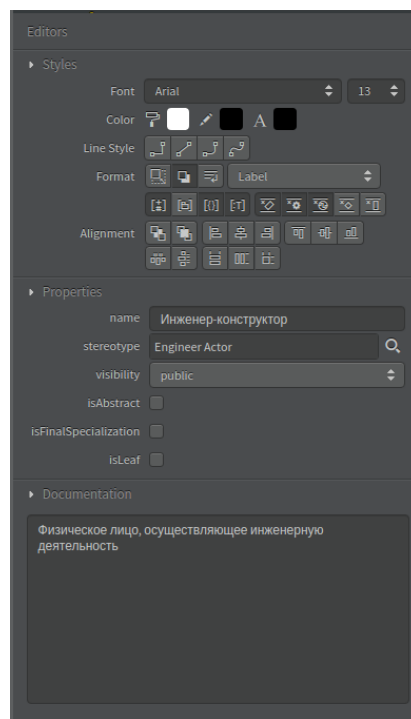 Editors
Styles
Font Arial 13
Color A
Line Style
Format Label
Alignment
Properties
name Инженер-конструктор
stereotype Engineer Actor
visibility public
isAbstract
isFinalSpecialization
isLeaf
Documentation
Физическое лицо, осуществляющее инженерную
деятельность